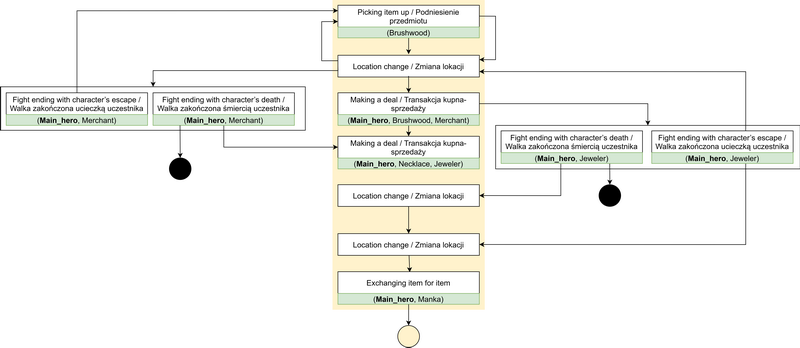 Picking item up / Podniesienie
przedmiotu
(Brushwood)
Location change / Zmiana lokacji
Fight ending with character's escape /
Walka zakończona ucieczką uczestnika
(Main_hero, Merchant)
Fight ending with character's death /
Walka zakończona śmiercią uczestnika
(Main_hero, Merchant)
Making a deal / Transakcja kupna-
sprzedaży
(Main_hero, Brushwood, Merchant)
Making a deal / Transakcja kupna-
sprzedaży
(Main_hero, Necklace, Jeweler)
Fight ending with character's death /
Walka zakończona śmiercią uczestnika
(Main_hero, Jeweler)
Fight ending with character's escape /
Walka zakończona ucieczką uczestnika
(Main_hero, Jeweler)
Location change / Zmiana lokacji
Location change / Zmiana lokacji
Exchanging item for item
(Main_hero, Manka)